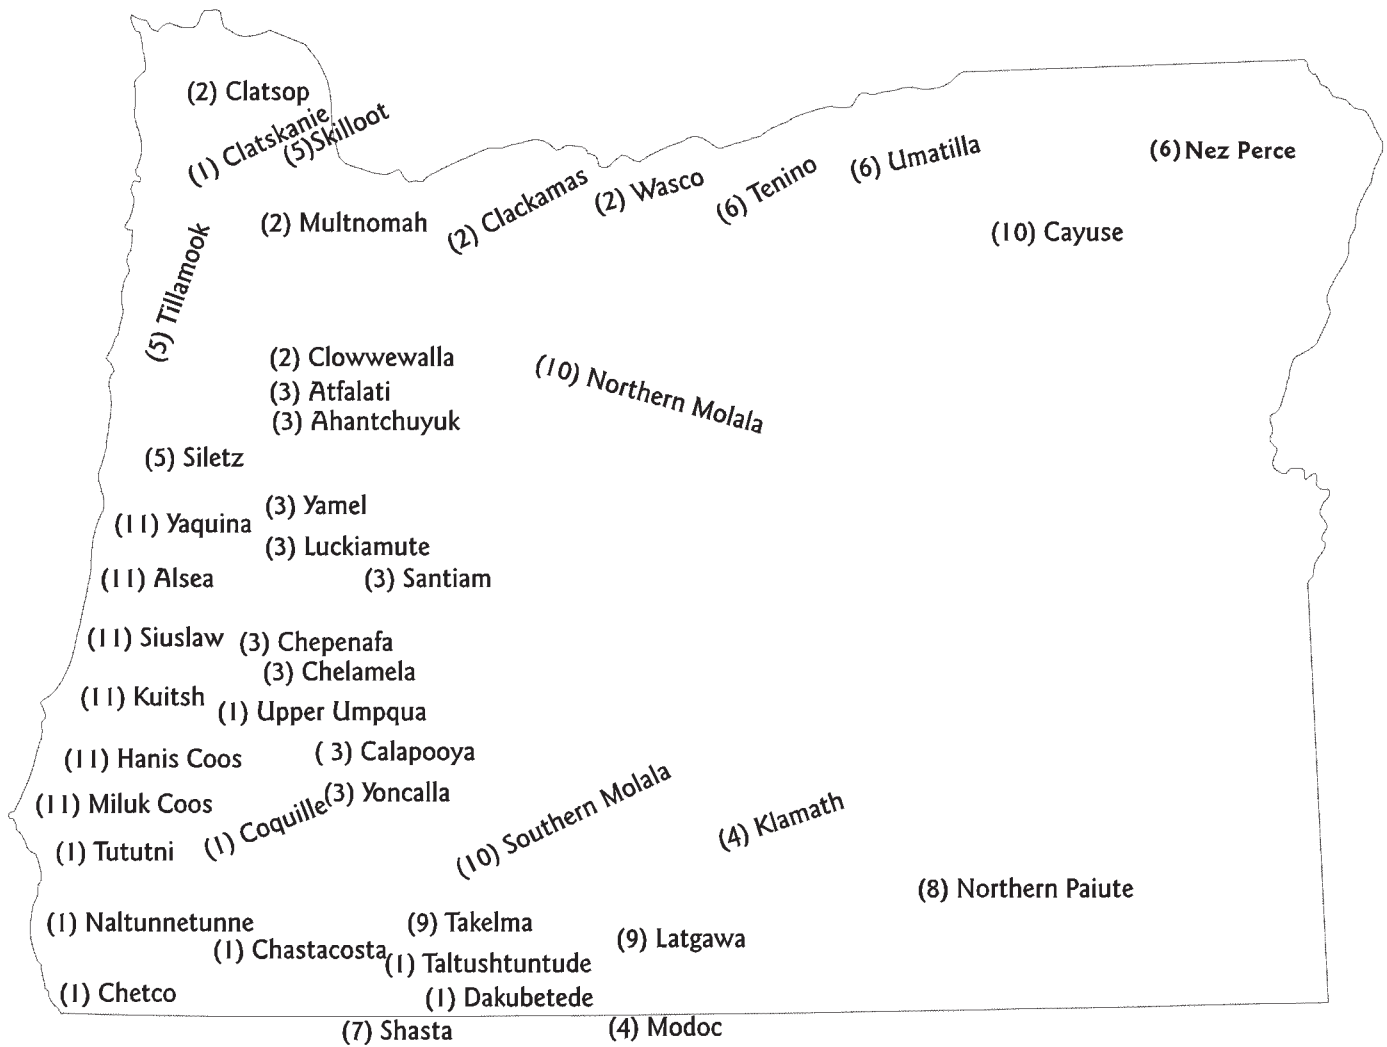 (2) Clatsop
(1) Clatskanie
(5)Skilloot
(6) Nez Perce
(6) Umatilla
(6) Tenino
(2) Wasco
(2) Clackamas
(2) Multnomah
(10) Cayuse
(5) Tillamook
(2) Clowwewalla
(10) Northern Molala
(3) Atfalati
(3) Ahantchuyuk
(5) Siletz
(3) Yamel
(11) Yaquina
(3) Luckiamute
(11) Alsea
(3) Santiam
(11) Siuslaw
(3) Chepenafa
(3) Chelamela
(11) Kuitsh
(1) Upper Umpqua
(11) Hanis Coos
( 3) Calapooya
(3) Yoncalla
(11) Miluk Coos
(1) Coquille
(10) Southern Molala
(4) Klamath
(1) Tututni
(8) Northern Paiute
(1) Naltunnetunne
(9) Takelma
(9) Latgawa
(1) Chastacosta
(1) Taltushtuntude
(1) Chetco
(1) Dakubetede
(7) Shasta
(4) Modoc